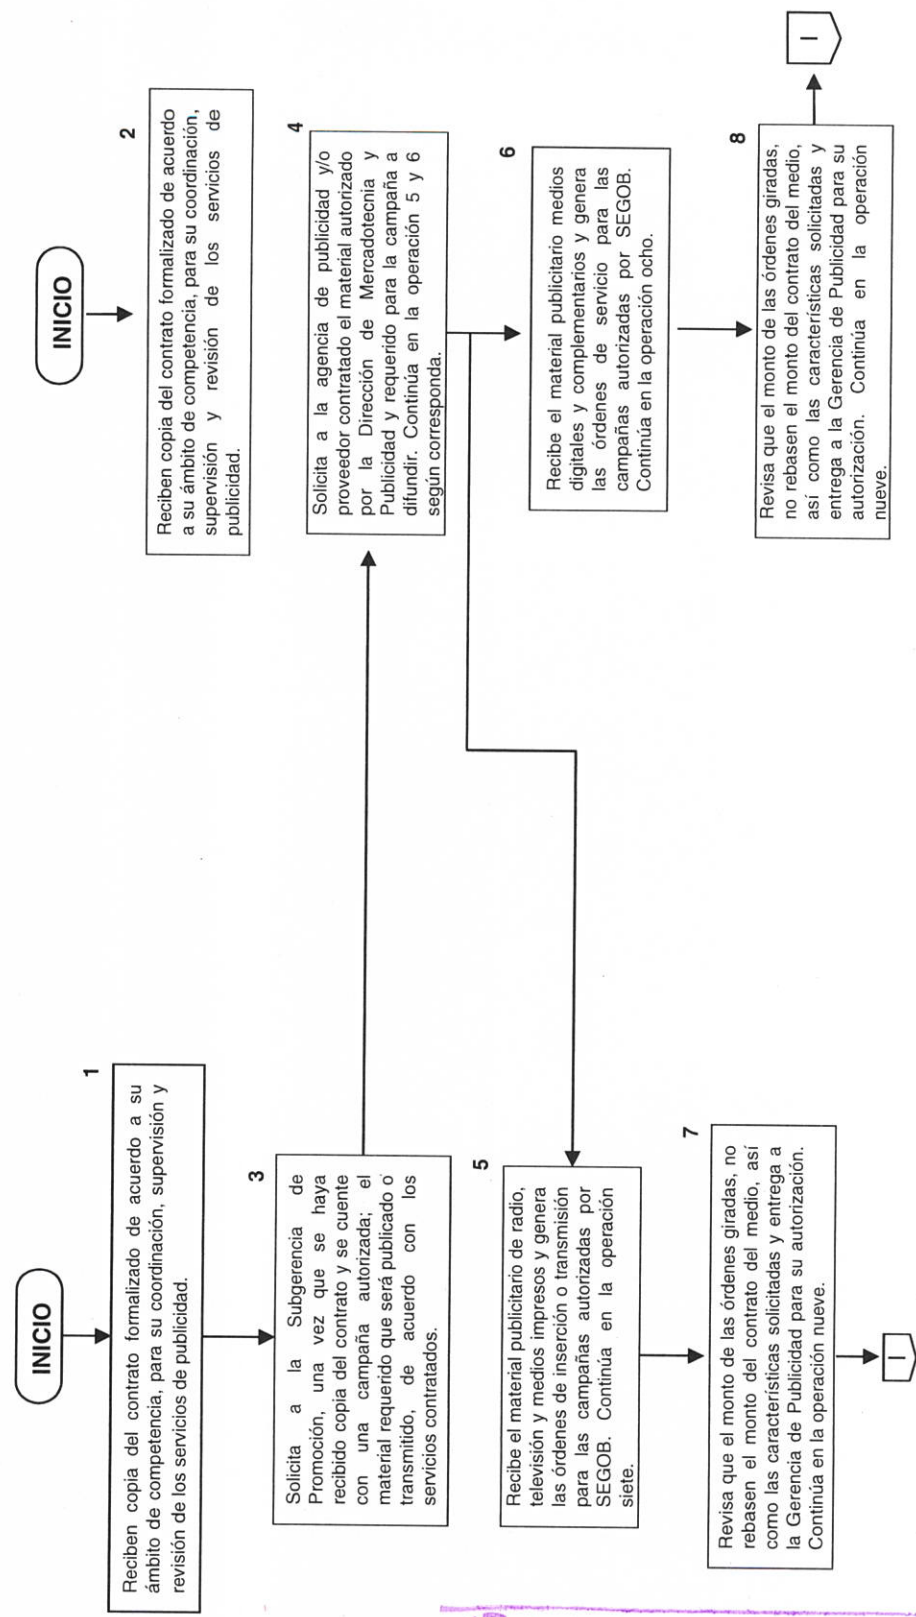 INICIO
1
Reciben copia del contrato formalizado de acuerdo a su
ámbito de competencia, para su coordinación, supervisión y
revisión de los servicios de publicidad.
3
Solicita a la Subgerencia de
Promoción, una vez que se haya
recibido copia del contrato y se cuente
con una campaña autorizada; el
material requerido que será publicado o
transmitido, de acuerdo con los
servicios contratados.
5
Recibe el material publicitario de radio,
televisión y medios impresos y genera
las órdenes de inserción o transmisión
para las campañas autorizadas por
SEGOB. Continúa en la operación
siete.
7
Revisa que el monto de las órdenes giradas, no
rebasen el monto del contrato del medio, así
como las características solicitadas y entrega a
la Gerencia de Publicidad para su autorización.
Continúa en la operación nueve.
I
INICIO
2
Reciben copia del contrato formalizado de acuerdo
a su ámbito de competencia, para su coordinación,
supervisión y revisión de los servicios de
publicidad.
4
Solicita a la agencia de publicidad y/o
proveedor contratado el material autorizado
por la Dirección de Mercadotecnia y
Publicidad y requerido para la campaña a
difundir. Continúa en la operación 5 y 6
según corresponda.
6
Recibe el material publicitario medios
digitales y complementarios y genera
las órdenes de servicio para las
campañas autorizadas por SEGOB.
Continúa en la operación ocho.
8
Revisa que el monto de las órdenes giradas,
no rebasen el monto del contrato del medio,
así como las características solicitadas y
entrega a la Gerencia de Publicidad para su
autorización. Continúa en la operación
nueve.
I